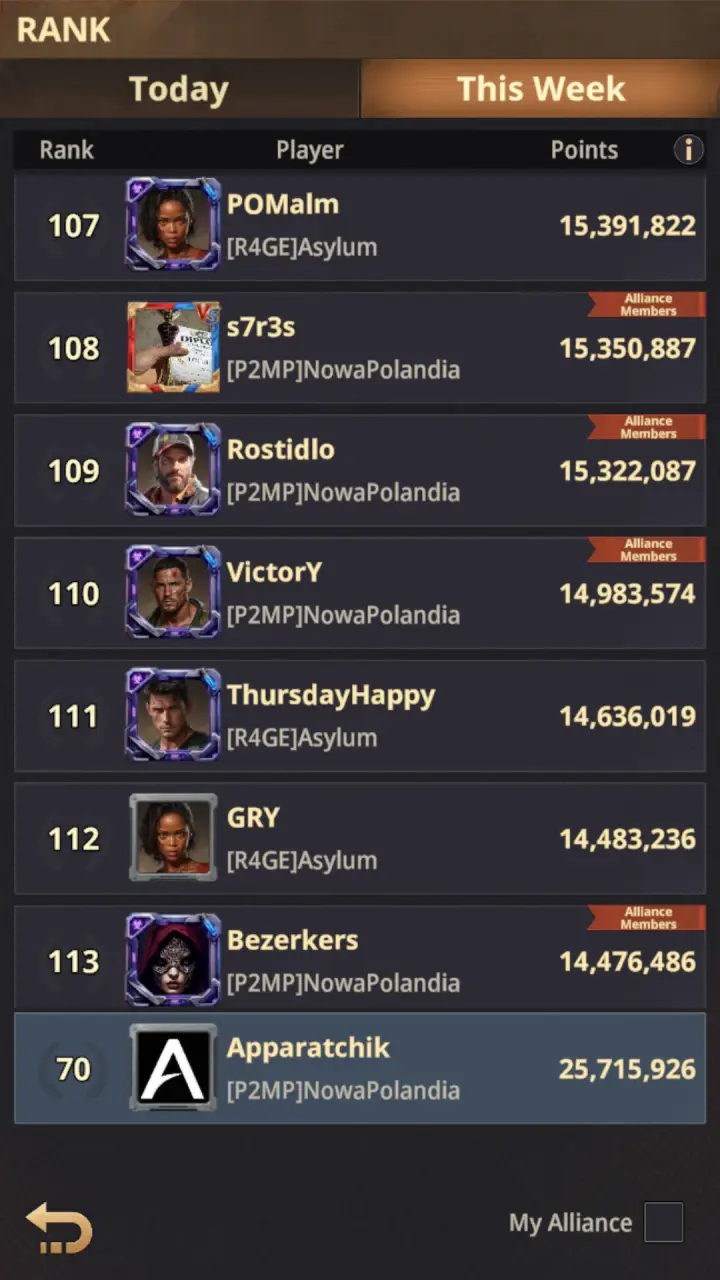 RANK
Today
This Week
Rank
Player
Points
i
107
POMalm
[R4GE]Asylum
15,391,822
Alliance
Members
108
VS
s7r3s
[P2MP]NowaPolandia
15,350,887
Alliance
Members
109
Rostidlo
[P2MP]NowaPolandia
15,322,087
Alliance
Members
110
VictorY
[P2MP]NowaPolandia
14,983,574
111
ThursdayHappy
[R4GE]Asylum
14,636,019
112
GRY
[R4GE]Asylum
14,483,236
Alliance
Members
113
Bezerkers
[P2MP]NowaPolandia
14,476,486
70
Apparatchik
[P2MP]NowaPolandia
25,715,926
My Alliance